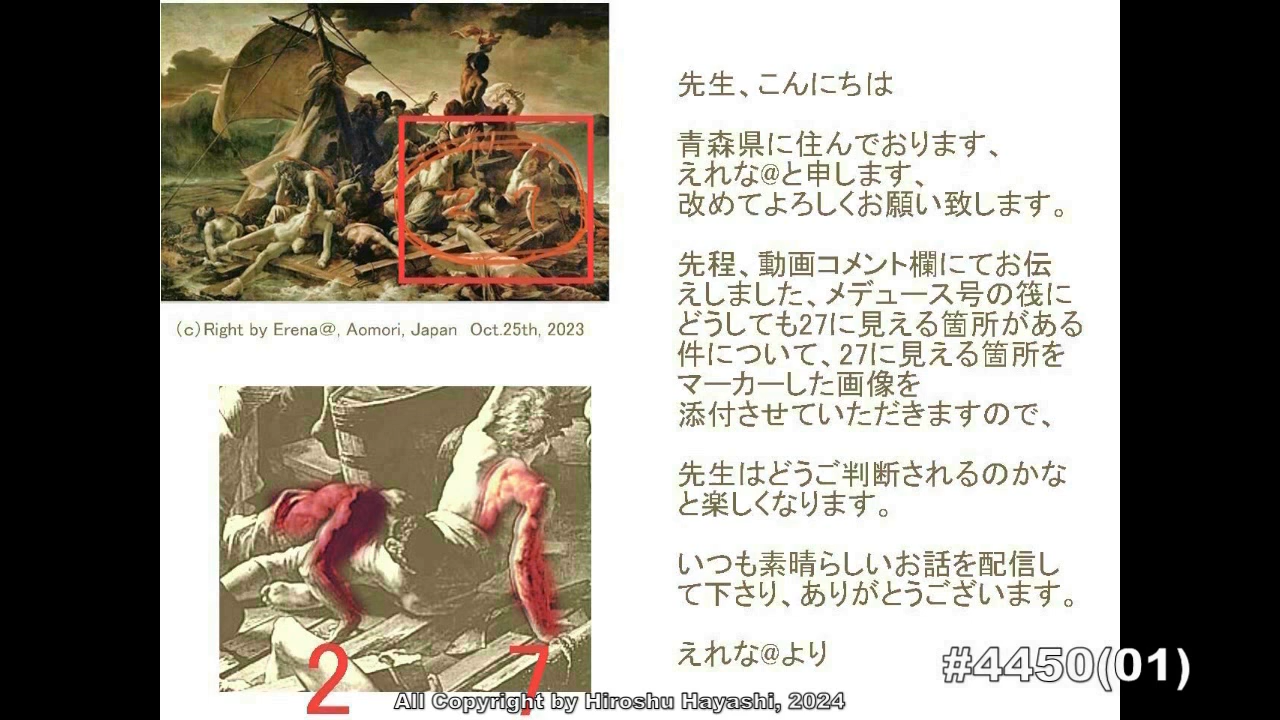 (c)Right by Erena@, Aomori, Japan Oct.25th, 2023
27
2 7
先生、こんにちは
青森県に住んでおります、
えれな@と申します、
改めてよろしくお願い致します。
先程、動画コメント欄にてお伝
えしました、メデュース号の筏に
どうしても27に見える箇所がある
件について、27に見える箇所を
マーカーした画像を
添付させていただきますので、
先生はどうご判断されるのかな
と楽しくなります。
いつも素晴らしいお話を配信し
て下さり、ありがとうございます。
えれな@より
#4450(01)
All Copyright by Hiroshu Hayashi, 2024